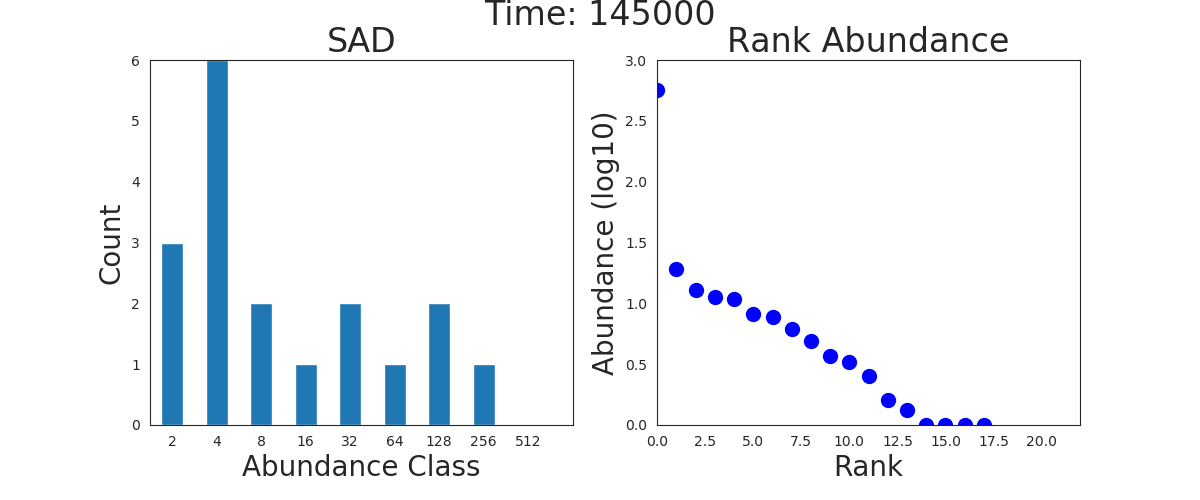 Time: 145000
SAD
6
5
4
3
2
1
0
Count
2 4 8 16 32 64 128 256 512
Abundance Class
Rank Abundance
3.0
2.5
2.0
1.5
1.0
0.5
0.0
Abundance (log10)
0.0 2.5 5.0 7.5 10.0 12.5 15.0 17.5 20.0
Rank